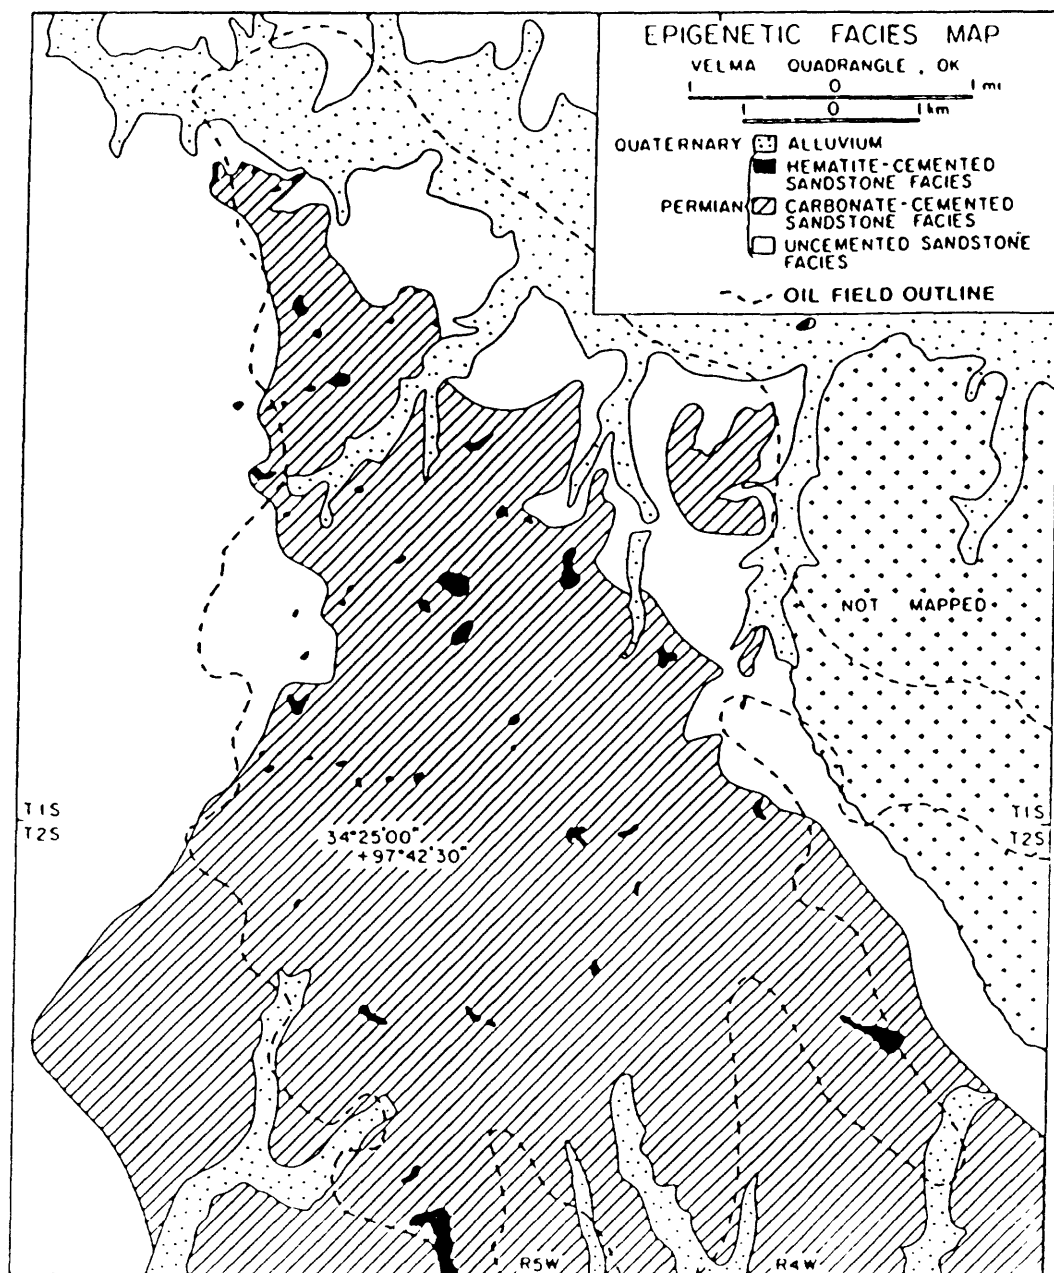 EPIGENETIC FACIES MAP
VELMA QUADRANGLE, OK
1 0 1 mi
1 0 1 km
QUATERNARY ALLUVIUM
HEMATITE-CEMENTED
SANDSTONE FACIES
PERMIAN CARBONATE-CEMENTED
SANDSTONE FACIES
UNCEMENTED SANDSTONE
FACIES
OIL FIELD OUTLINE
NOT MAPPED
T1S T1S
T2S T2S
34°25'00"
+97°42'30"
R5W R4W